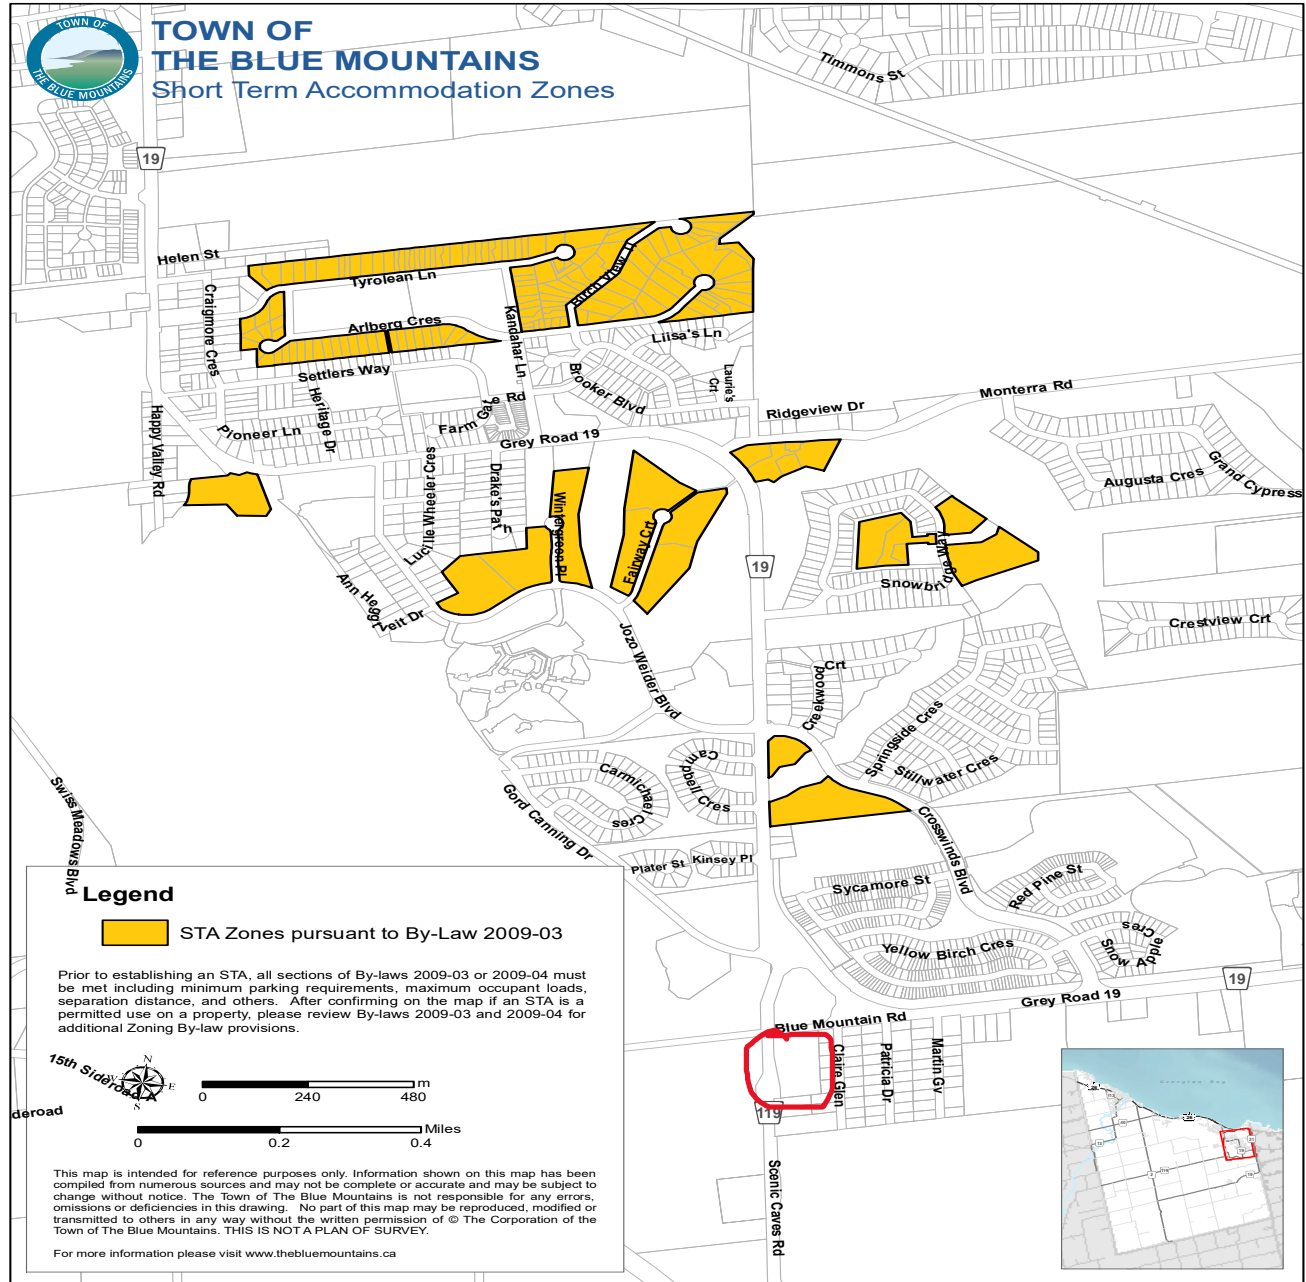 TOWN OF
THE BLUE MOUNTAINS
TOWN OF
THE BLUE MOUNTAINS
Short Term Accommodation Zones
Timmons St
19
Helen St
Tyrolean Ln
Birch View Tr
Craigmore Cres
Arlberg Cres
Kandahar Ln
Liisa's Ln
Settlers Way
Laurie's
Crt
Brooker Blvd
Monterra Rd
Heritage Dr
Farm Gate Rd
Ridgeview Dr
Happy Valley Rd
Pioneer Ln
Grey Road 19
Lucille Wheeler Cres
Drake's Path
Augusta Cres
Grand Cypress
Wintergreen Pl
Fairway Crt
19
Snowbridge Way
Ann Heggt
Zeit Dr
Crestview Crt
Jozo Weider Blvd
Creekwood Crt
Springside Cres
Stillwater Cres
Carmichael Cres
Campbell Cres
Swiss Meadows Blvd
Gord Canning Dr
Crosswinds Blvd
Plater St
Kinsey Pl
Sycamore St
Red Pine St
Yellow Birch Cres
Snow Apple Cres
19
Grey Road 19
Blue Mountain Rd
Claire Glen
Patricia Dr
Martin Gv
119
Scenic Caves Rd
Legend
STA Zones pursuant to By-Law 2009-03
Prior to establishing an STA, all sections of By-laws 2009-03 or 2009-04 must
be met including minimum parking requirements, maximum occupant loads,
separation distance, and others. After confirming on the map if an STA is a
permitted use on a property, please review By-laws 2009-03 and 2009-04 for
additional Zoning By-law provisions.
15th Sideroad
deroad
N
W
E
S
m
0 240 480
Miles
0 0.2 0.4
This map is intended for reference purposes only. Information shown on this map has been
compiled from numerous sources and may not be complete or accurate and may be subject to
change without notice. The Town of The Blue Mountains is not responsible for any errors,
omissions or deficiencies in this drawing. No part of this map may be reproduced, modified or
transmitted to others in any way without the written permission of © The Corporation of the
Town of The Blue Mountains. THIS IS NOT A PLAN OF SURVEY.
For more information please visit www.thebluemountains.ca
Georgian Bay
26
26